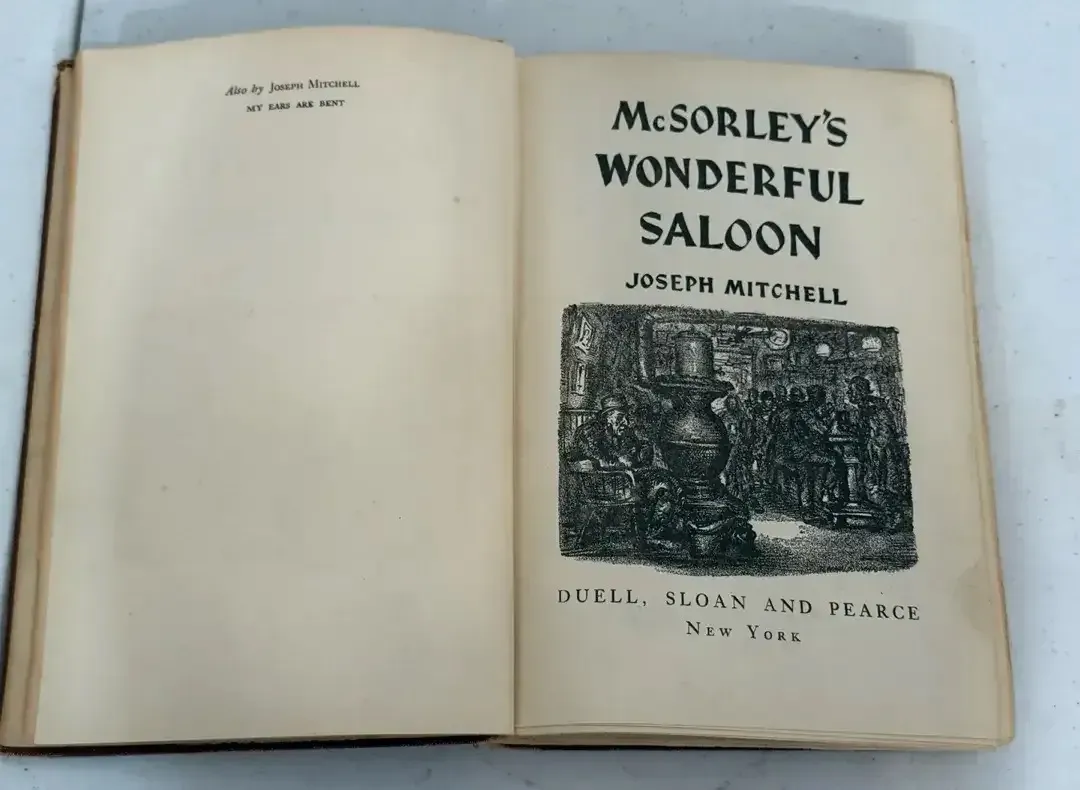 Also by Joseph Mitchell
MY EARS ARE BENT
McSORLEY'S
WONDERFUL
SALOON
JOSEPH MITCHELL
DUELL, SLOAN AND PEARCE
New York